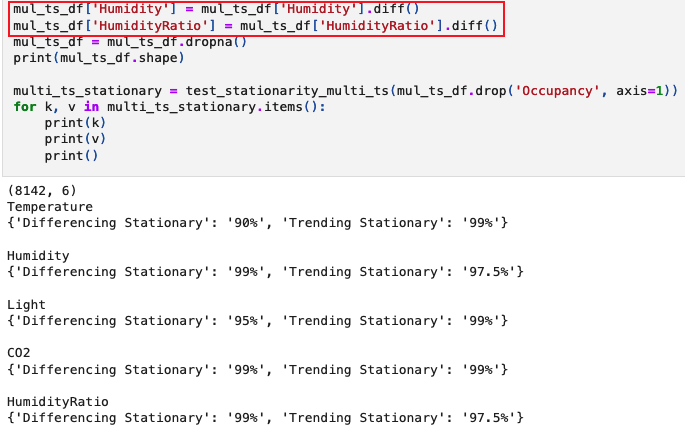 mul_ts_df['Humidity'] = mul_ts_df['Humidity'].diff()
mul_ts_df['HumidityRatio'] = mul_ts_df['HumidityRatio'].diff()
mul_ts_df = mul_ts_df.dropna()
print(mul_ts_df.shape)

multi_ts_stationary = test_stationarity_multi_ts(mul_ts_df.drop('Occupancy', axis=1))
for k, v in multi_ts_stationary.items():
    print(k)
    print(v)
    print()

(8142, 6)
Temperature
{'Differencing Stationary': '90%', 'Trending Stationary': '99%'}

Humidity
{'Differencing Stationary': '99%', 'Trending Stationary': '97.5%'}

Light
{'Differencing Stationary': '95%', 'Trending Stationary': '99%'}

CO2
{'Differencing Stationary': '99%', 'Trending Stationary': '99%'}

HumidityRatio
{'Differencing Stationary': '99%', 'Trending Stationary': '97.5%'}